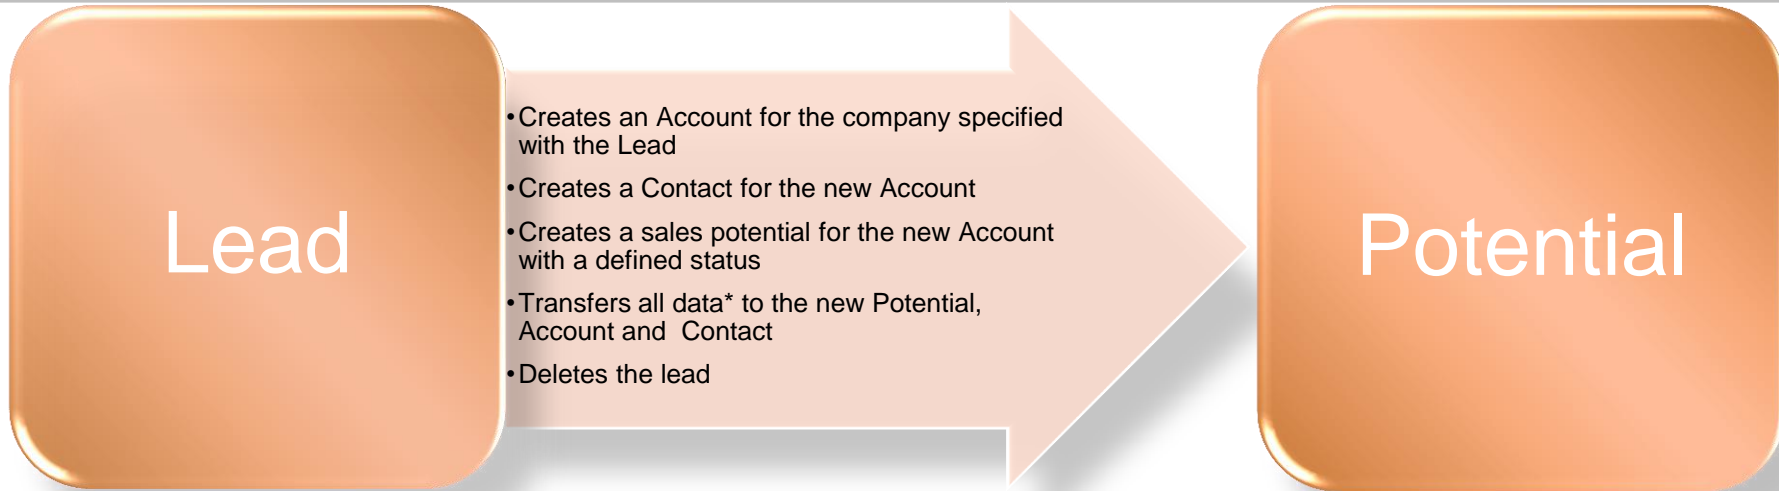 Lead
•Creates an Account for the company specified
with the Lead
•Creates a Contact for the new Account
•Creates a sales potential for the new Account
with a defined status
•Transfers all data* to the new Potential,
Account and  Contact
•Deletes the lead
Potential